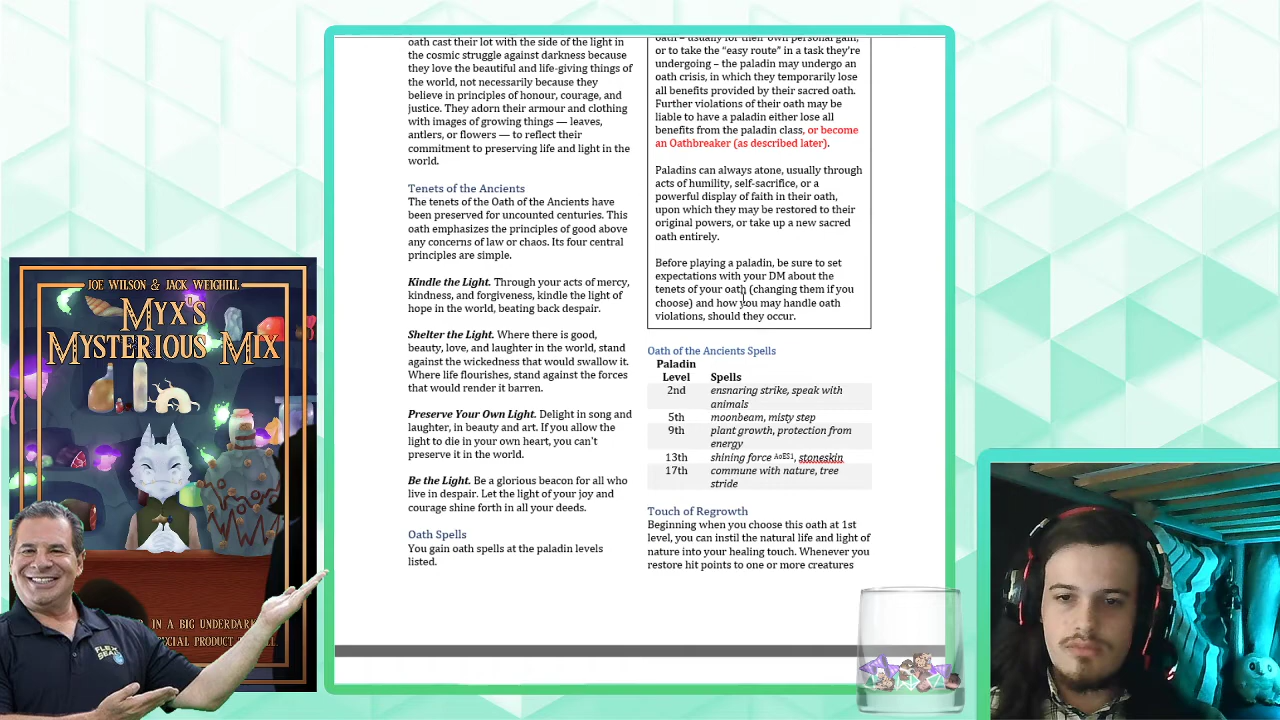 JOE WILSON & JACK WEIGHILL
MYX'S
MYSTERIOUS MIX
IN A BIG UNDERDARK
oath cast their lot with the side of the light in
the cosmic struggle against darkness because
they love the beautiful and life-giving things of
the world, not necessarily because they
believe in principles of honour, courage, and
justice. They adorn their armour and clothing
with images of growing things — leaves,
antlers, or flowers — to reflect their
commitment to preserving life and light in the
world.
Tenets of the Ancients
The tenets of the Oath of the Ancients have
been preserved for uncounted centuries. This
oath emphasizes the principles of good above
any concerns of law or chaos. Its four central
principles are simple.
Kindle the Light. Through your acts of mercy,
kindness, and forgiveness, kindle the light of
hope in the world, beating back despair.
Shelter the Light. Where there is good,
beauty, love, and laughter in the world, stand
against the wickedness that would swallow it.
Where life flourishes, stand against the forces
that would render it barren.
Preserve Your Own Light. Delight in song and
laughter, in beauty and art. If you allow the
light to die in your own heart, you can't
preserve it in the world.
Be the Light. Be a glorious beacon for all who
live in despair. Let the light of your joy and
courage shine forth in all your deeds.
Oath Spells
You gain oath spells at the paladin levels
listed.
oath – usually for their own personal gain,
or to take the “easy route” in a task they're
undergoing – the paladin may undergo an
oath crisis, in which they temporarily lose
all benefits provided by their sacred oath.
Further violations of their oath may be
liable to have a paladin either lose all
benefits from the paladin class, or become
an Oathbreaker (as described later).
Paladins can always atone, usually through
acts of humility, self-sacrifice, or a
powerful display of faith in their oath,
upon which they may be restored to their
original powers, or take up a new sacred
oath entirely.
Before playing a paladin, be sure to set
expectations with your DM about the
tenets of your oath (changing them if you
choose) and how you may handle oath
violations, should they occur.
Oath of the Ancients Spells
Paladin
Level Spells
2nd ensnaring strike, speak with
animals
5th moonbeam, misty step
9th plant growth, protection from
energy
13th shining force AoES1, stoneskin
17th commune with nature, tree
stride
Touch of Regrowth
Beginning when you choose this oath at 1st
level, you can instil the natural life and light of
nature into your healing touch. Whenever you
restore hit points to one or more creatures